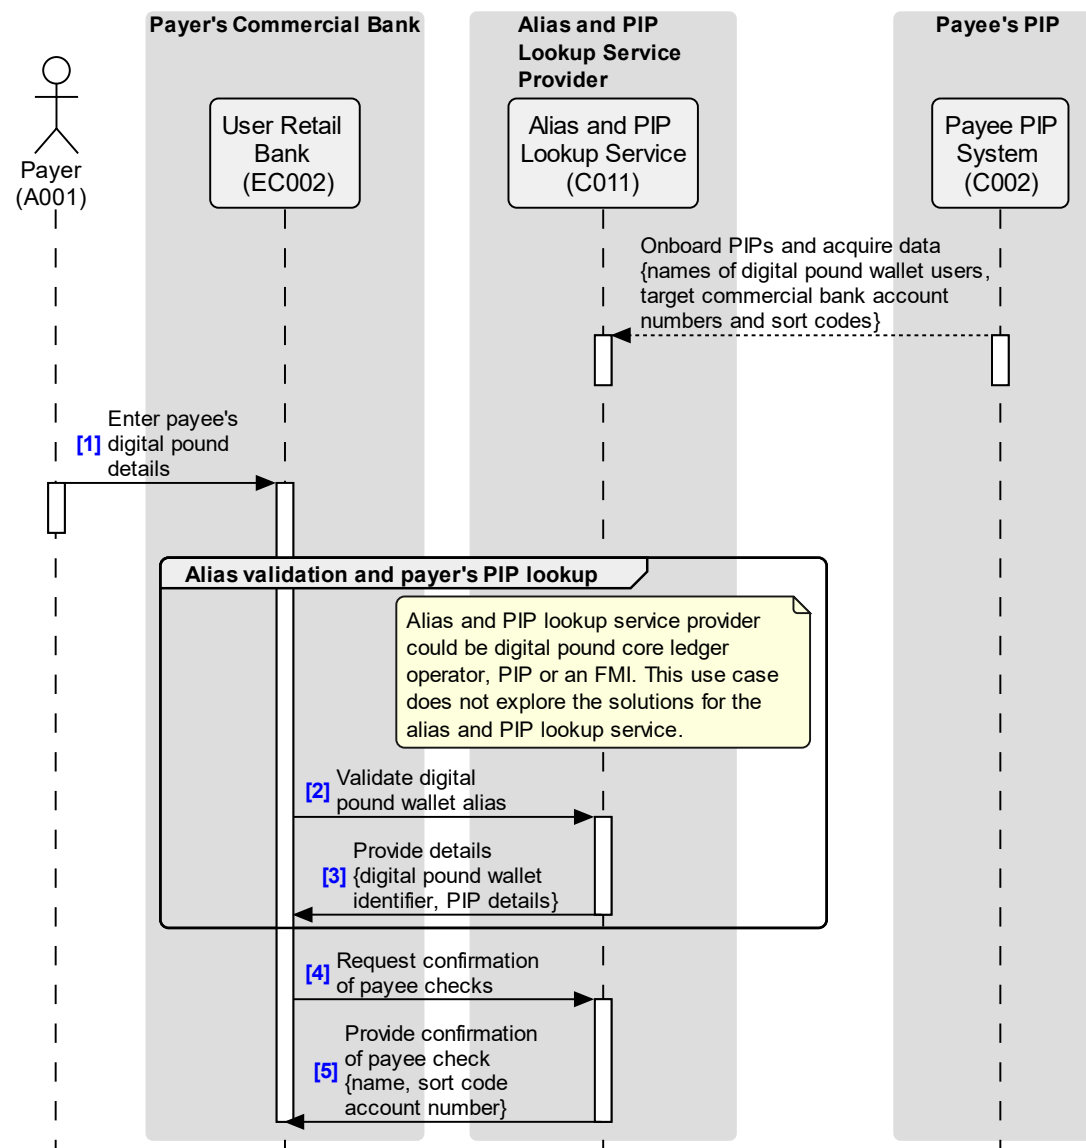 Payer's Commercial Bank
Alias and PIP
Lookup Service
Provider
Payee's PIP
Payer
(A001)
User Retail
Bank
(EC002)
Alias and PIP
Lookup Service
(C011)
Payee PIP
System
(C002)
Onboard PIPs and acquire data
{names of digital pound wallet users,
target commercial bank account
numbers and sort codes}
Enter payee's
[1] digital pound
details
Alias validation and payer's PIP lookup
Alias and PIP lookup service provider
could be digital pound core ledger
operator, PIP or an FMI. This use case
does not explore the solutions for the
alias and PIP lookup service.
[2] Validate digital
pound wallet alias
Provide details
[3] {digital pound wallet
identifier, PIP details}
[4] Request confirmation
of payee checks
Provide confirmation
of payee check
[5] {name, sort code
account number}